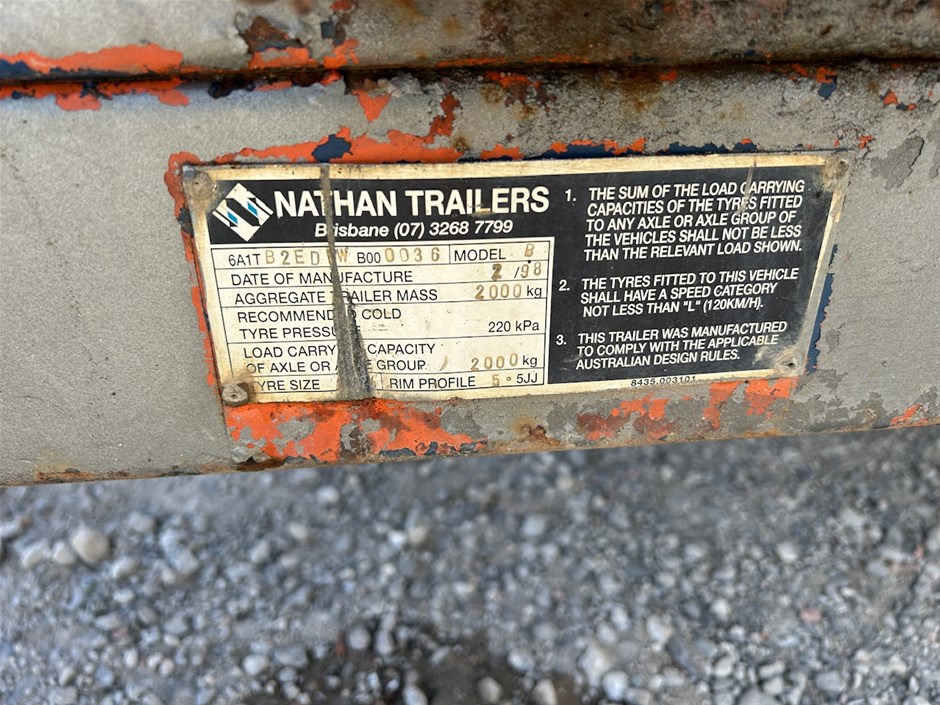 NATHAN TRAILERS
Brisbane (07) 3268 7799
6A1T B2ED W B00 0036 MODEL B
DATE OF MANUFACTURE 2 /98
AGGREGATE TRAILER MASS 2000 kg
RECOMMENDED COLD
TYRE PRESSURE 220 kPa
LOAD CARRY CAPACITY
OF AXLE OR GROUP 2000 kg
TYRE SIZE RIM PROFILE 5.5JJ
1. THE SUM OF THE LOAD CARRYING
CAPACITIES OF THE TYRES FITTED
TO ANY AXLE OR AXLE GROUP OF
THE VEHICLES SHALL NOT BE LESS
THAN THE RELEVANT LOAD SHOWN.
2. THE TYRES FITTED TO THIS VEHICLE
SHALL HAVE A SPEED CATEGORY
NOT LESS THAN "L" (120KM/H).
3. THIS TRAILER WAS MANUFACTURED
TO COMPLY WITH THE APPLICABLE
AUSTRALIAN DESIGN RULES.
8435.003101